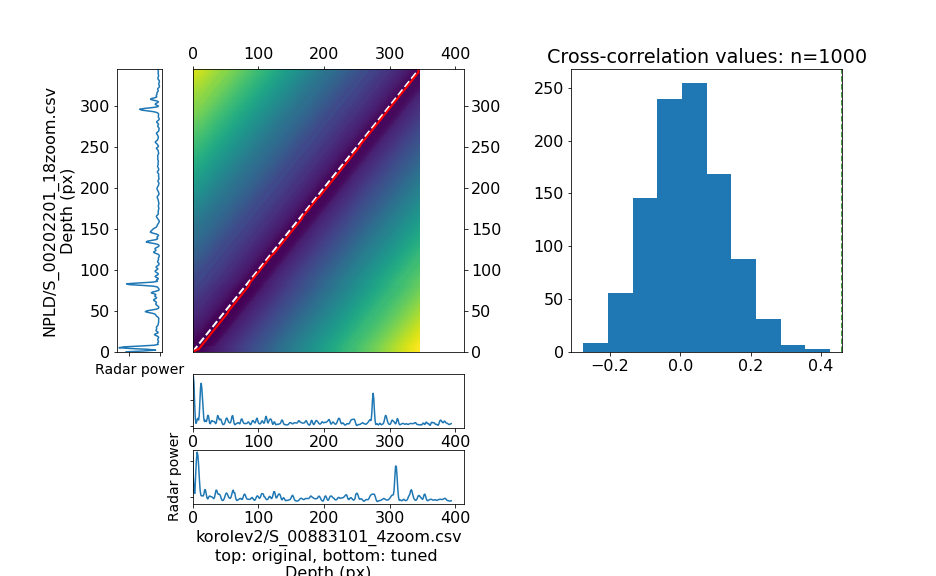 Cross-correlation values: n=1000
0 100 200 300 400
NPLD/S_00202201_18zoom.csv
Depth (px)
300
250
200
150
100
50
0
Radar power
300
250
200
150
100
50
0
250
200
150
100
50
0
−0.2 0.0 0.2 0.4
0 100 200 300 400
Radar power
0 100 200 300 400
korolev2/S_00883101_4zoom.csv
top: original, bottom: tuned
Depth (px)